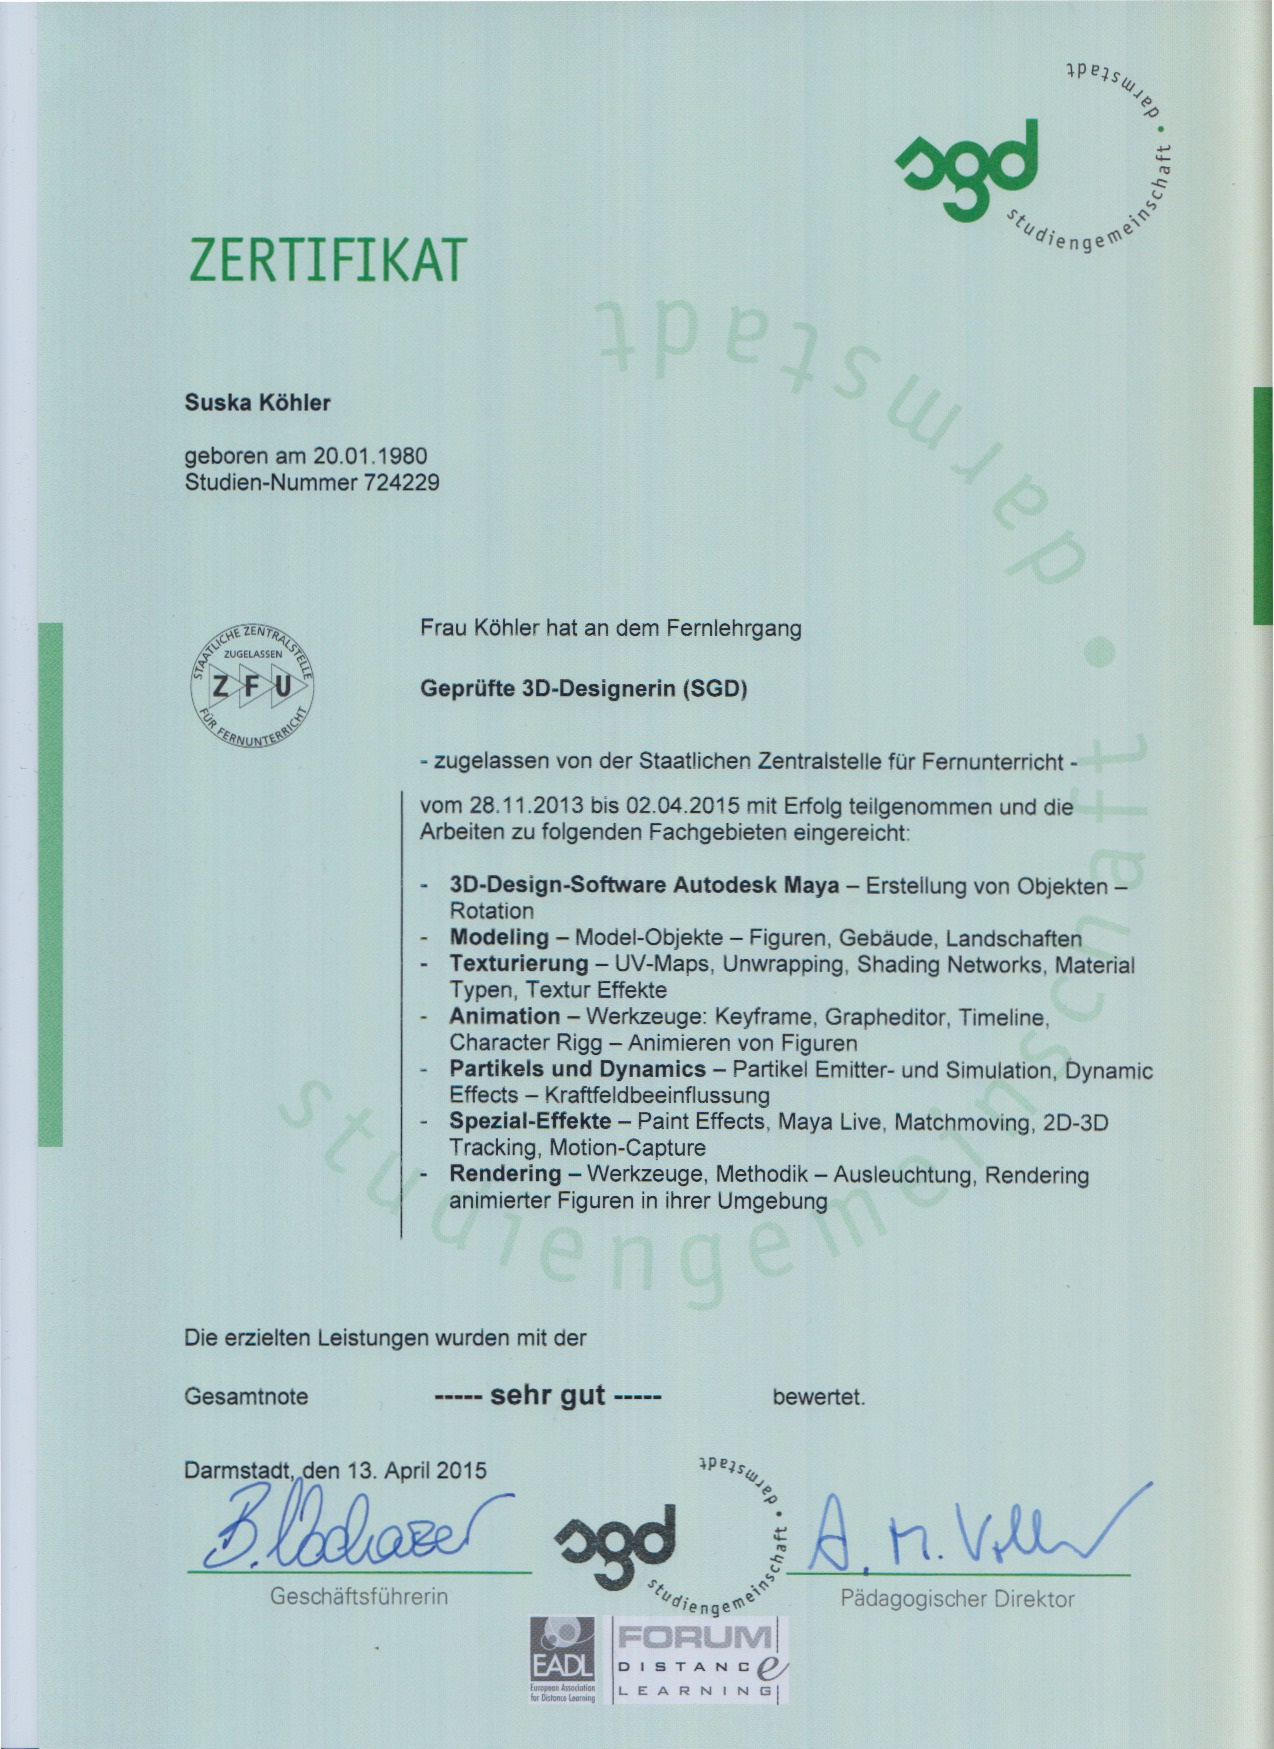 sgd
studiengemeinschaft • darmstadt
ZERTIFIKAT
studiengemeinschaft • darmstadt
Suska Köhler
geboren am 20.01.1980
Studien-Nummer 724229
STAATLICHE ZENTRALSTELLE
ZUGELASSEN
ZFU
FÜR FERNUNTERRICHT
Frau Köhler hat an dem Fernlehrgang
Geprüfte 3D-Designerin (SGD)
- zugelassen von der Staatlichen Zentralstelle für Fernunterricht -
vom 28.11.2013 bis 02.04.2015 mit Erfolg teilgenommen und die
Arbeiten zu folgenden Fachgebieten eingereicht:
- 3D-Design-Software Autodesk Maya – Erstellung von Objekten –
Rotation
- Modeling – Model-Objekte – Figuren, Gebäude, Landschaften
- Texturierung – UV-Maps, Unwrapping, Shading Networks, Material
Typen, Textur Effekte
- Animation – Werkzeuge: Keyframe, Grapheditor, Timeline,
Character Rigg – Animieren von Figuren
- Partikels und Dynamics – Partikel Emitter- und Simulation, Dynamic
Effects – Kraftfeldbeeinflussung
- Spezial-Effekte – Paint Effects, Maya Live, Matchmoving, 2D-3D
Tracking, Motion-Capture
- Rendering – Werkzeuge, Methodik – Ausleuchtung, Rendering
animierter Figuren in ihrer Umgebung
Die erzielten Leistungen wurden mit der
Gesamtnote ----- sehr gut ----- bewertet.
Darmstadt, den 13. April 2015
sgd
studiengemeinschaft • darmstadt
Geschäftsführerin
Pädagogischer Direktor
EADL
European Association
for Distance Learning
FORUM
DISTANCE
LEARNING